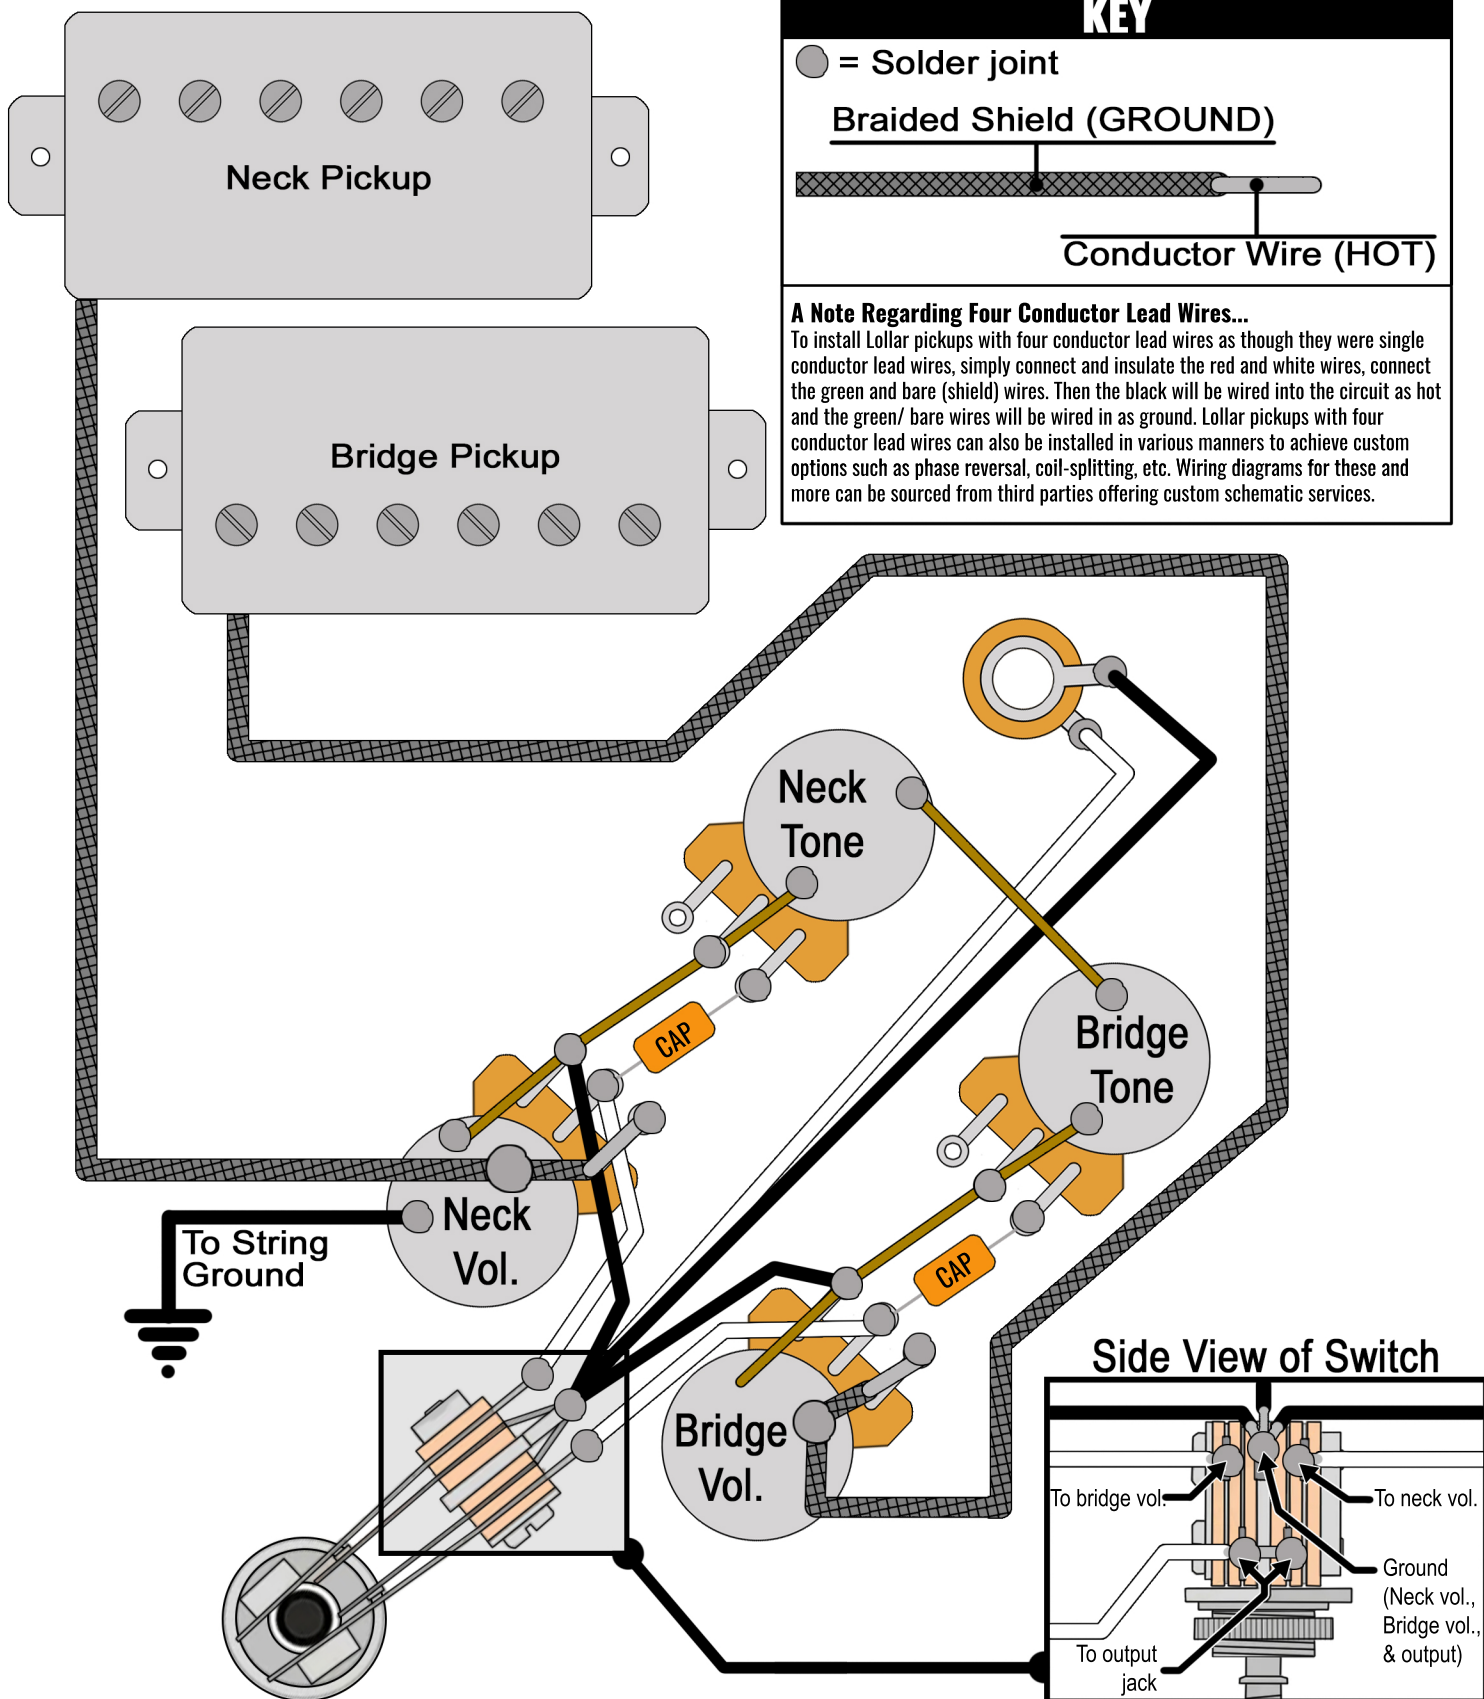 KEY
= Solder joint
Braided Shield (GROUND)
Conductor Wire (HOT)
A Note Regarding Four Conductor Lead Wires...
To install Lollar pickups with four conductor lead wires as though they were single
conductor lead wires, simply connect and insulate the red and white wires, connect
the green and bare (shield) wires. Then the black will be wired into the circuit as hot
and the green/ bare wires will be wired in as ground. Lollar pickups with four
conductor lead wires can also be installed in various manners to achieve custom
options such as phase reversal, coil-splitting, etc. Wiring diagrams for these and
more can be sourced from third parties offering custom schematic services.
Neck Pickup
Bridge Pickup
Neck
Tone
CAP
Bridge
Tone
Neck
Vol.
To String
Ground
CAP
Bridge
Vol.
Side View of Switch
To bridge vol.
To neck vol.
Ground
(Neck vol.,
Bridge vol.,
& output)
To output
jack